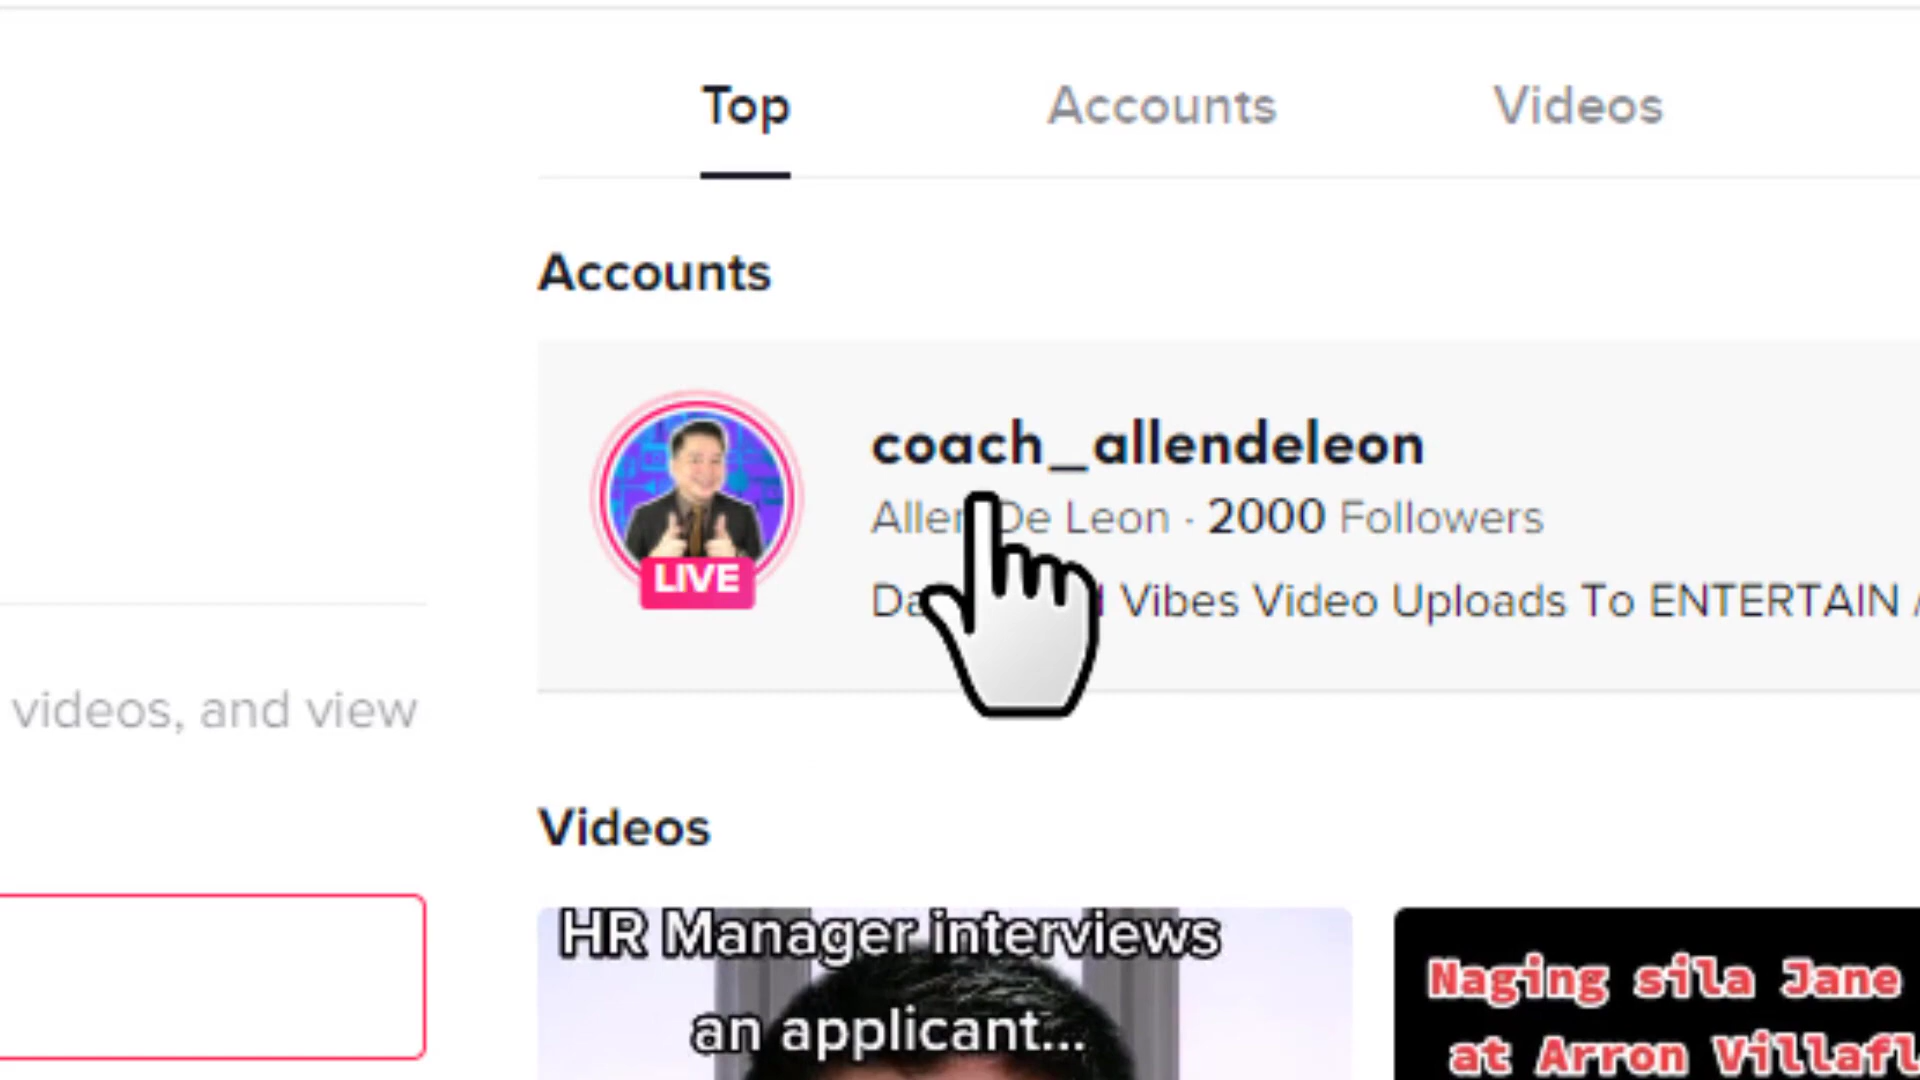 Top Accounts Videos
Accounts
coach_allendeleon
De Leon · 2000 Followers
LIVE
Vibes Video Uploads To ENTERTAIN
videos, and view
Videos
HR Manager interviews
an applicant...
Naging sila Jane
at Arron